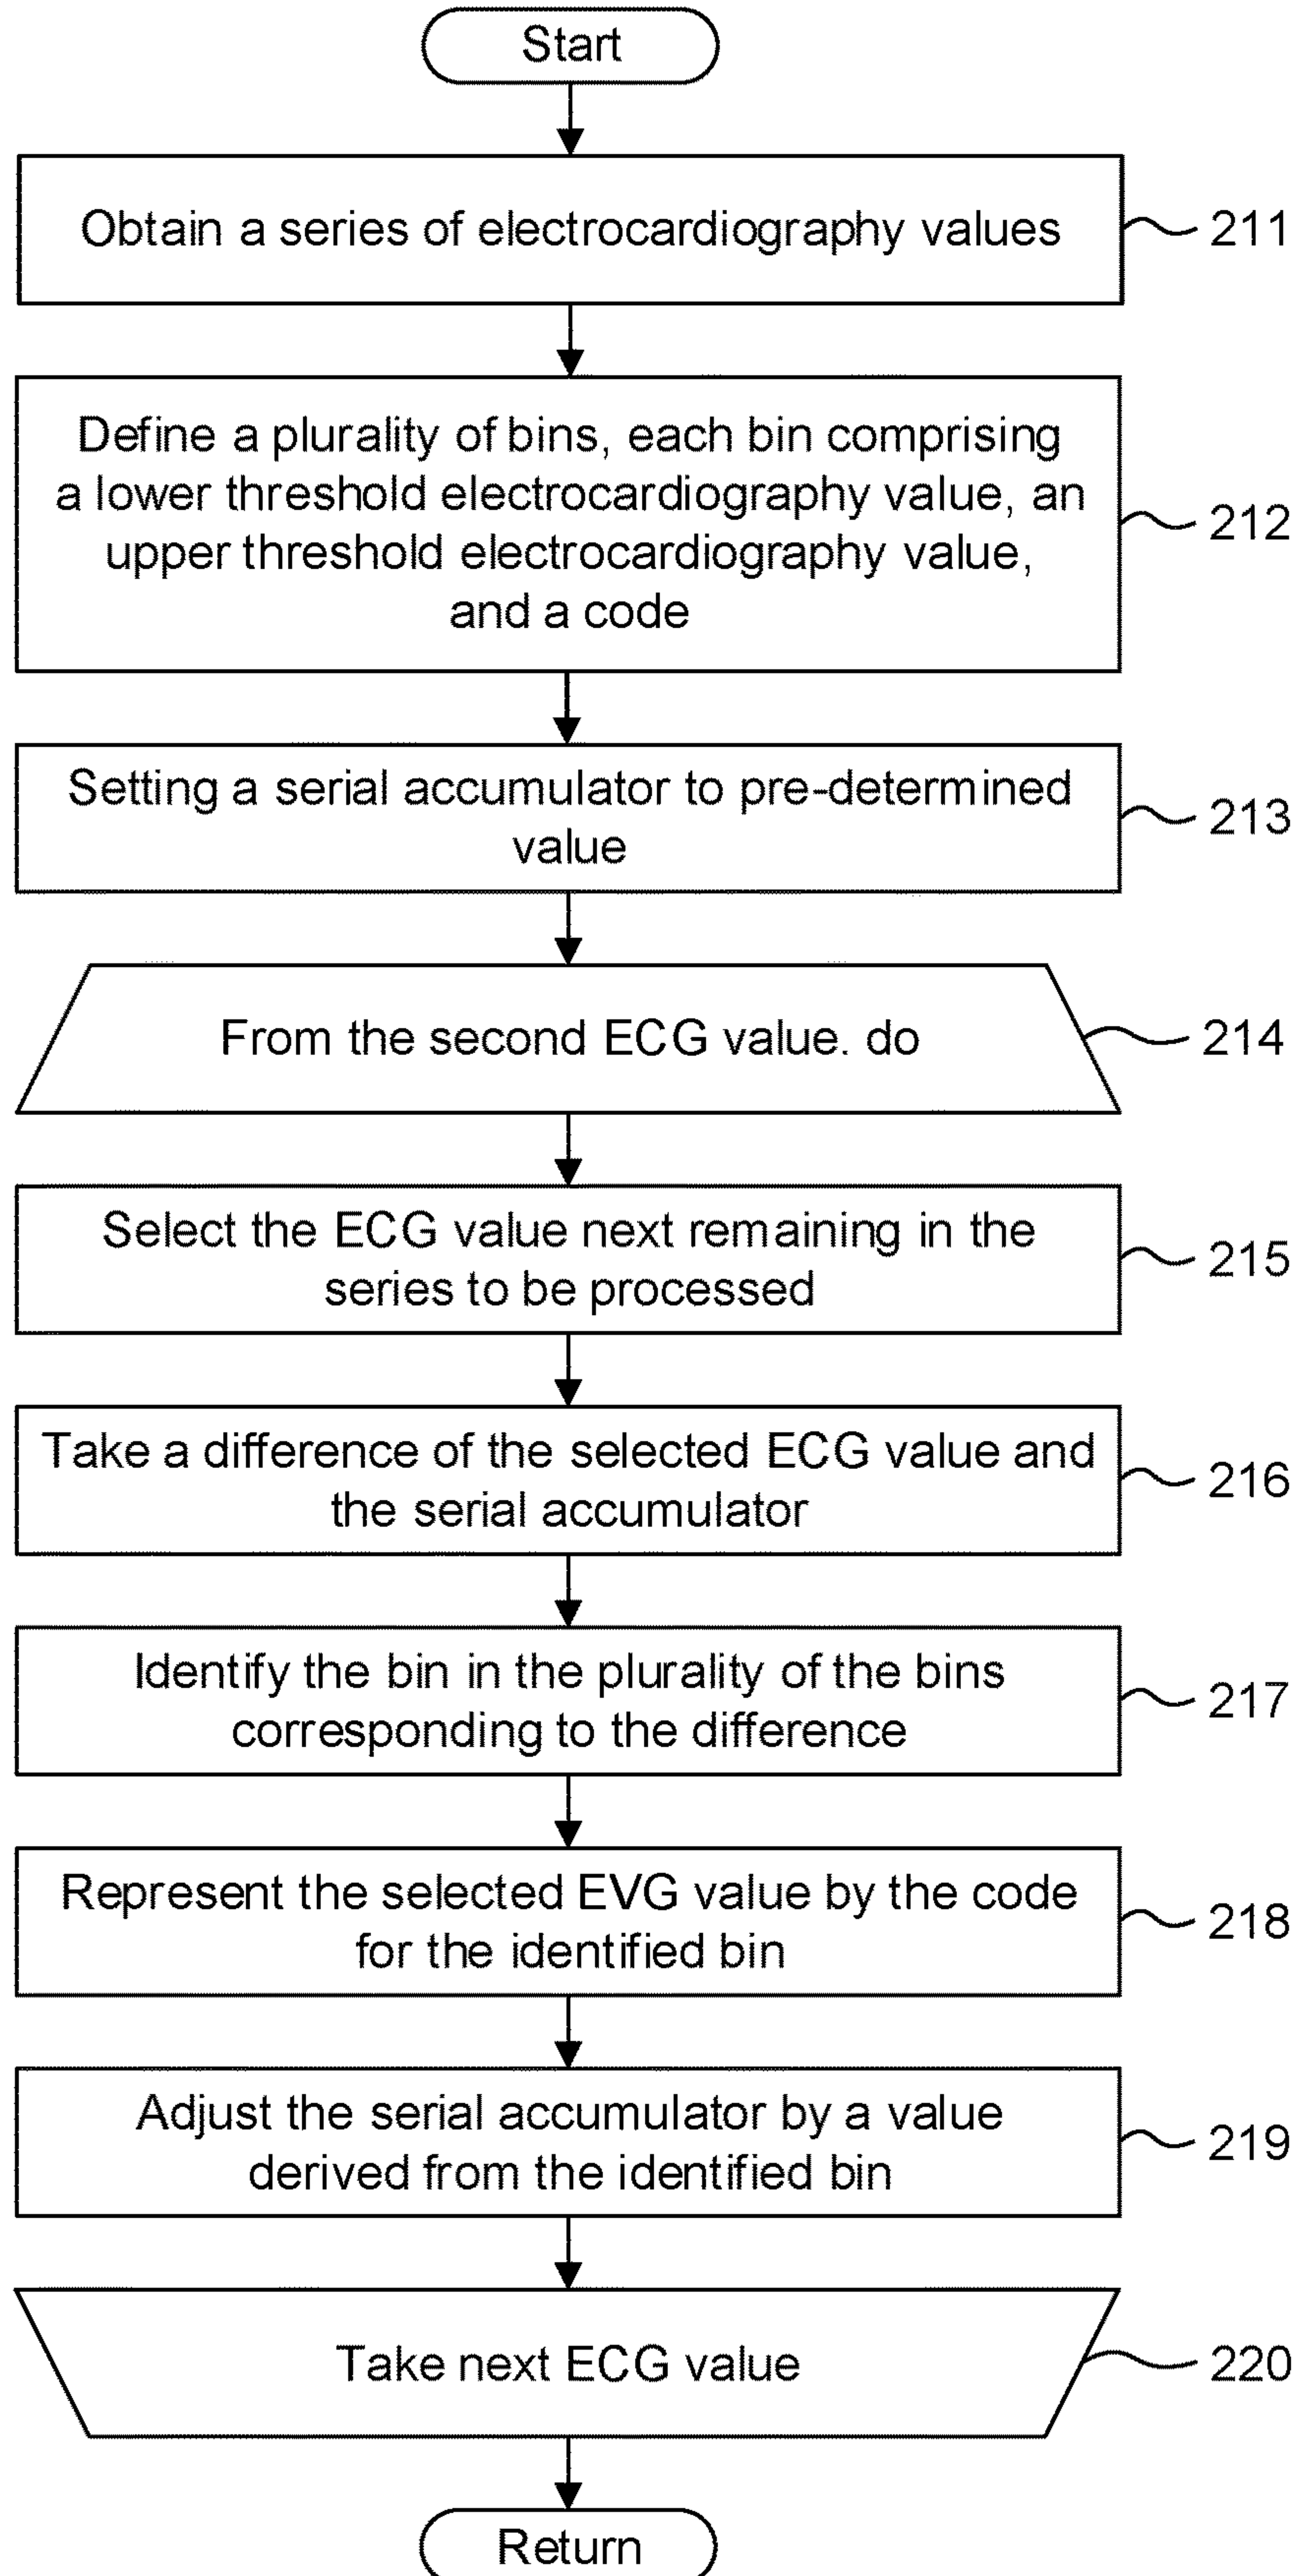 Start
Obtain a series of electrocardiography values
211
Define a plurality of bins, each bin comprising
a lower threshold electrocardiography value, an
upper threshold electrocardiography value,
and a code
212
Setting a serial accumulator to pre-determined
value
213
From the second ECG value. do
214
Select the ECG value next remaining in the
series to be processed
215
Take a difference of the selected ECG value and
the serial accumulator
216
Identify the bin in the plurality of the bins
corresponding to the difference
217
Represent the selected EVG value by the code
for the identified bin
218
Adjust the serial accumulator by a value
derived from the identified bin
219
Take next ECG value
220
Return